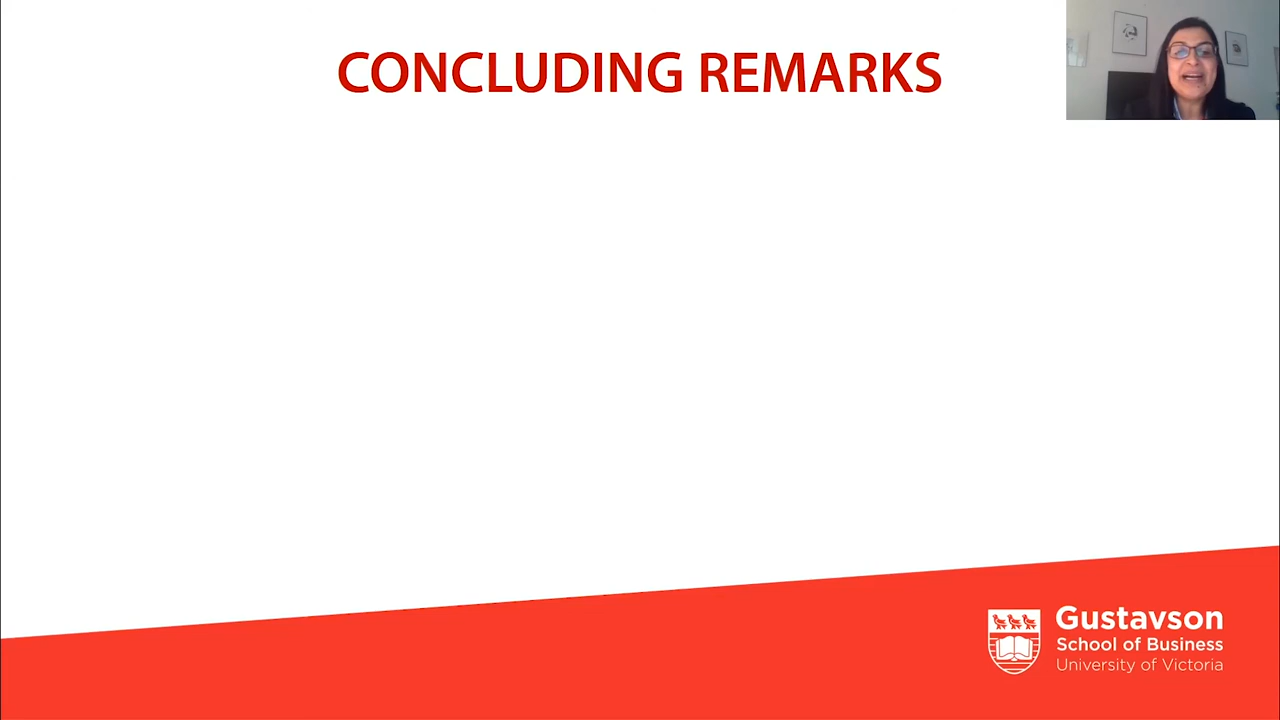 CONCLUDING REMARKS
Gustavson
School of Business
University of Victoria